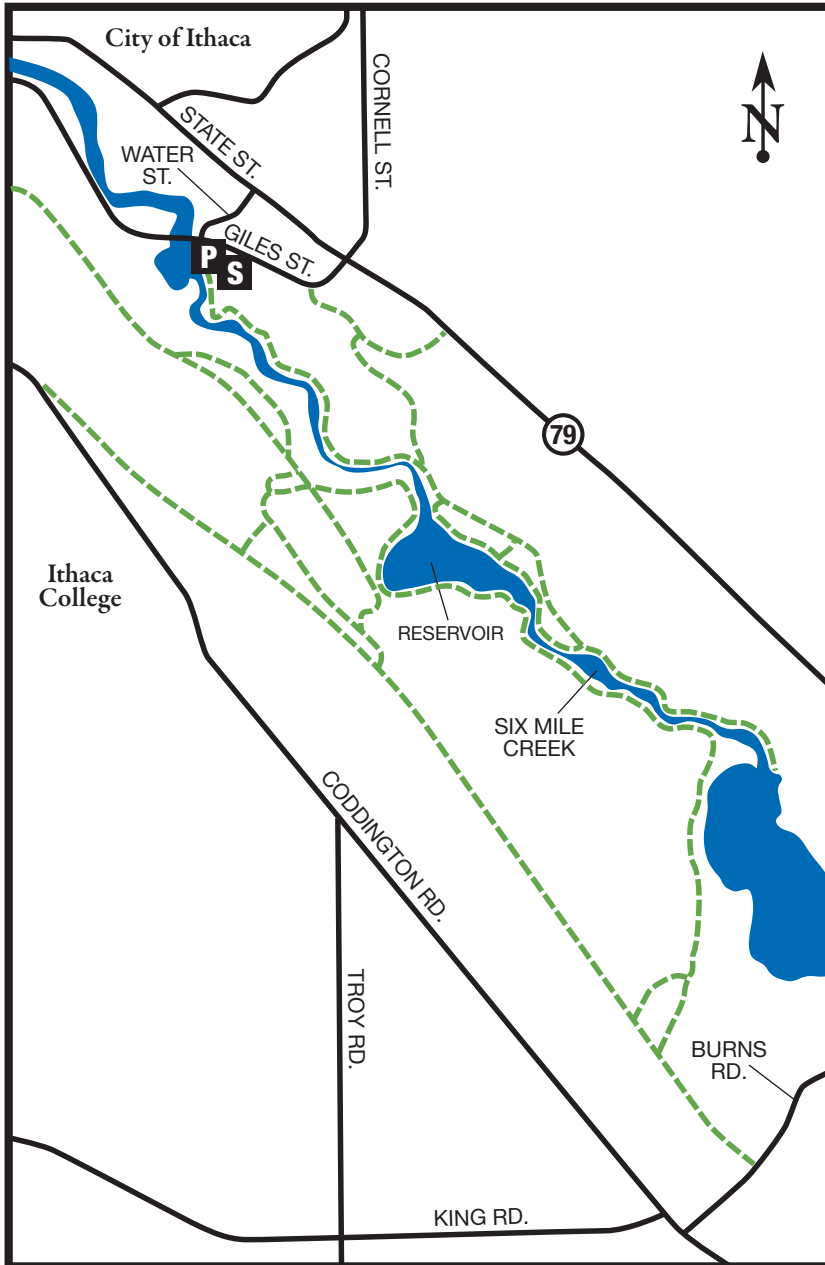 City of Ithaca
CORNELL ST.
N
STATE ST.
WATER
ST.
GILES ST.
P
S
79
Ithaca
College
RESERVOIR
SIX MILE
CREEK
CODDINGTON RD.
TROY RD.
BURNS
RD.
KING RD.